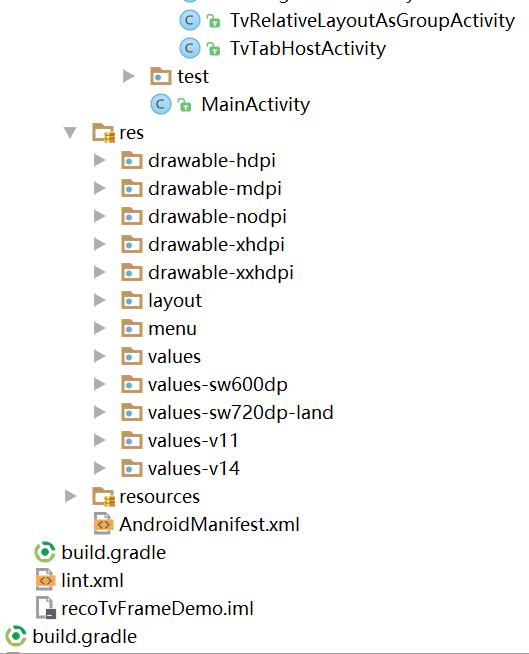 TvRelativeLayoutAsGroupActivity
TvTabHostActivity
test
MainActivity
res
drawable-hdpi
drawable-mdpi
drawable-nodpi
drawable-xhdpi
drawable-xxhdpi
layout
menu
values
values-sw600dp
values-sw720dp-land
values-v11
values-v14
resources
AndroidManifest.xml
build.gradle
lint.xml
recoTvFrameDemo.iml
build.gradle